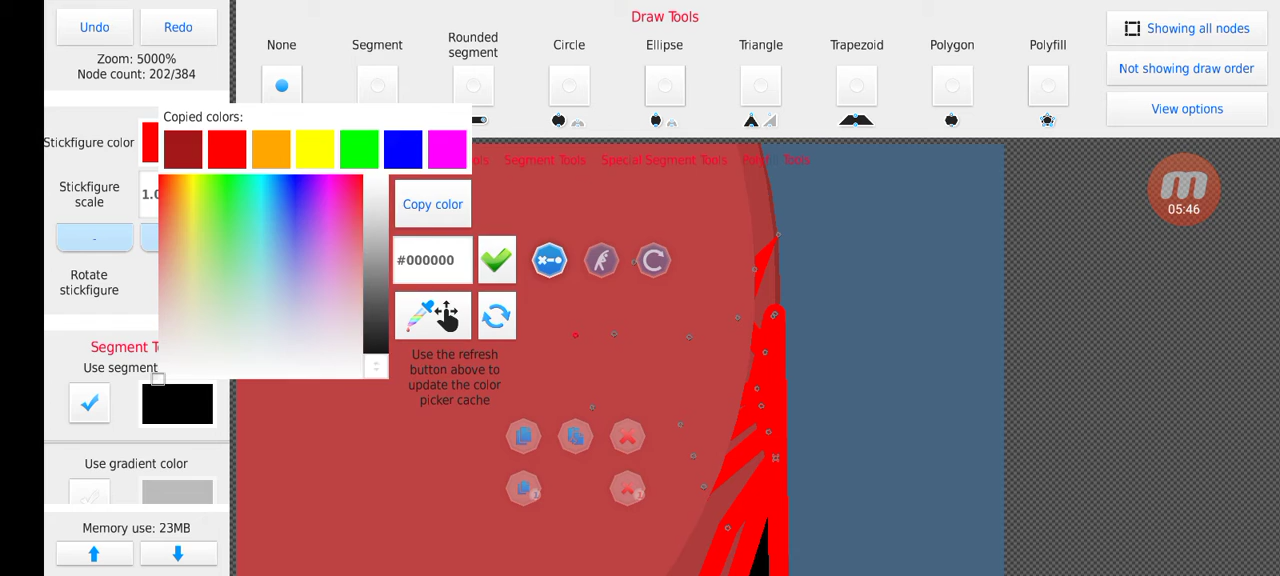 Undo
Redo
Zoom: 5000%
Node count: 202/384
Draw Tools
None
Segment
Rounded
segment
Circle
Ellipse
Triangle
Trapezoid
Polygon
Polyfill
Showing all nodes
Not showing draw order
View options
Copied colors:
Stickfigure color
Stickfigure
scale
1.0
-
Rotate
stickfigure
Copy color
#000000
Use the refresh
button above to
update the color
picker cache
Segment Tools
Special Segment Tools
Tools
05:46
Use segment
Use gradient color
Memory use: 23MB